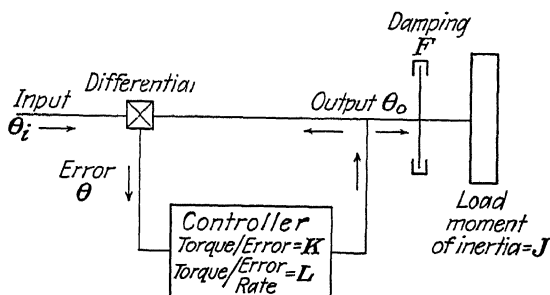 Damping
F
Differential
Input
θi
Output θo
Error
θ
Controller
Torque/Error=K
Torque/Error Rate=L
Load
moment
of inertia=J